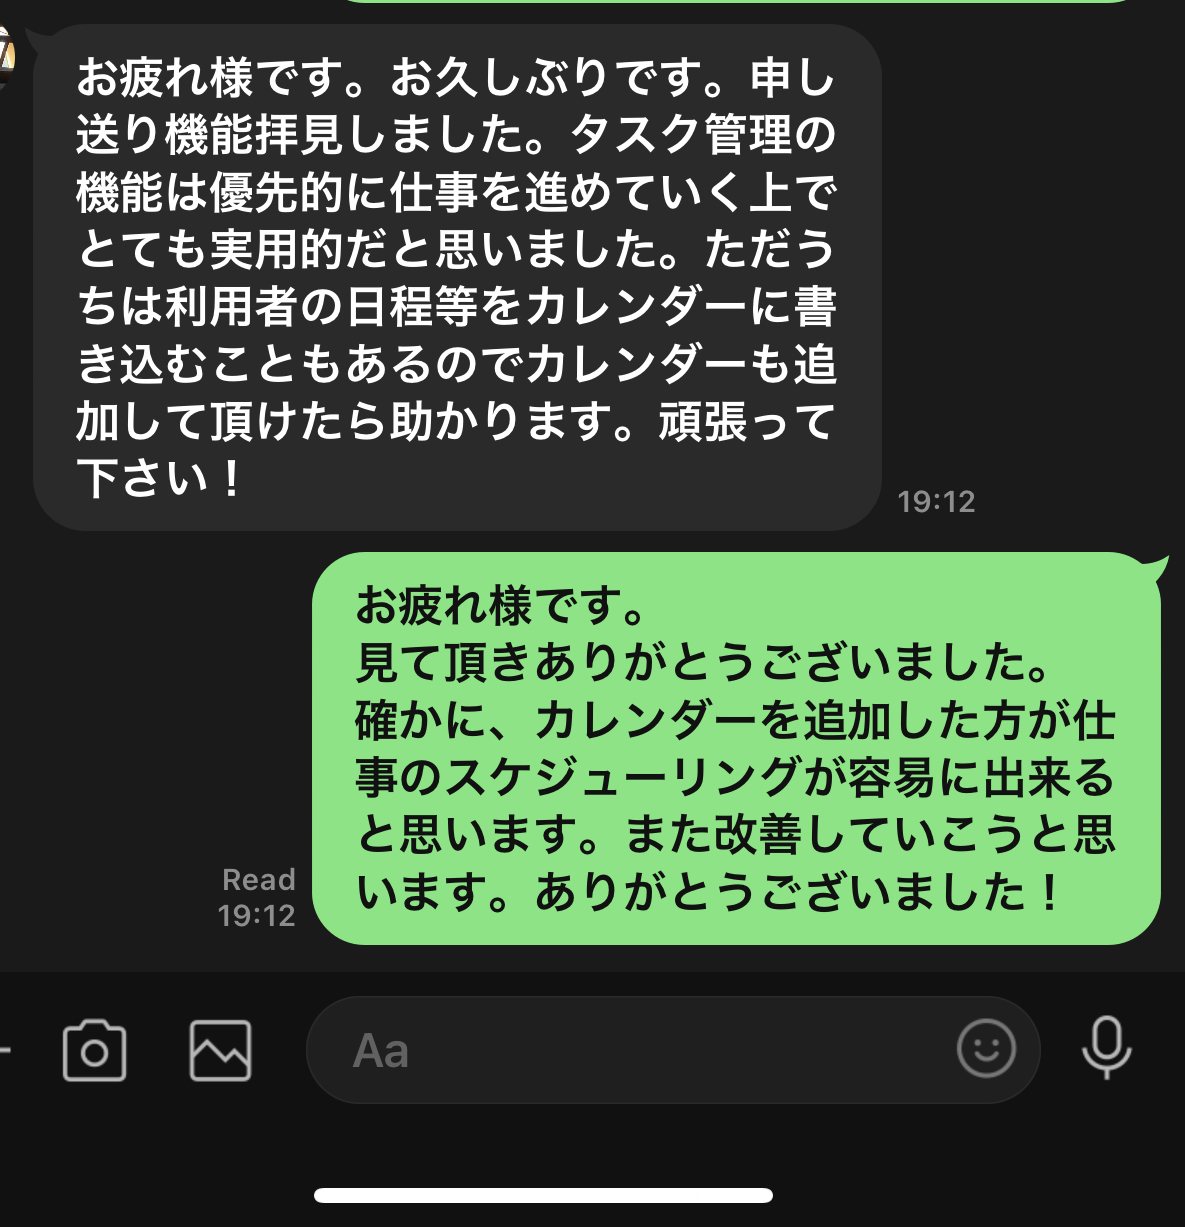 お疲れ様です。お久しぶりです。申し
送り機能拝見しました。タスク管理の
機能は優先的に仕事を進めていく上で
とても実用的だと思いました。ただう
ちは利用者の日程等をカレンダーに書
き込むこともあるのでカレンダーも追
加して頂けたら助かります。頑張って
下さい！
19:12
お疲れ様です。
見て頂きありがとうございました。
確かに、カレンダーを追加した方が仕
事のスケジューリングが容易に出来る
と思います。また改善していこうと思
います。ありがとうございました！
Read
19:12
Aa